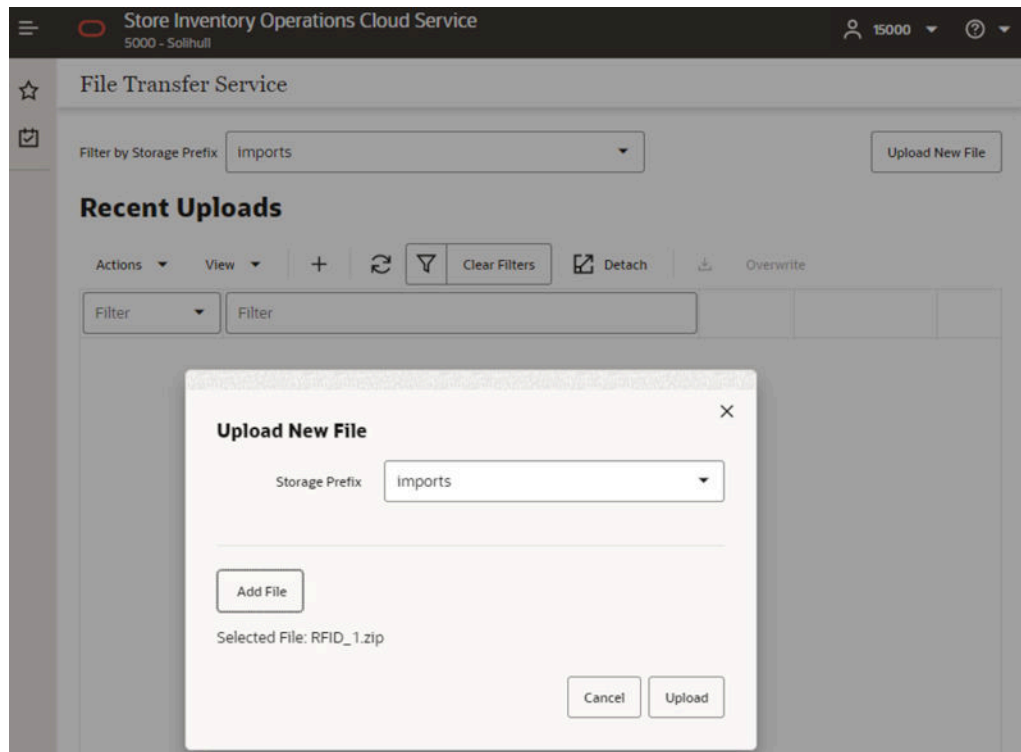 Store Inventory Operations Cloud Service
5000 - Solihull
15000
File Transfer Service
Filter by Storage Prefix imports Upload New File
Recent Uploads
Actions View Clear Filters Detach Overwrite
Filter Filter
Upload New File
Storage Prefix imports
Add File
Selected File: RFID_1.zip
Cancel Upload